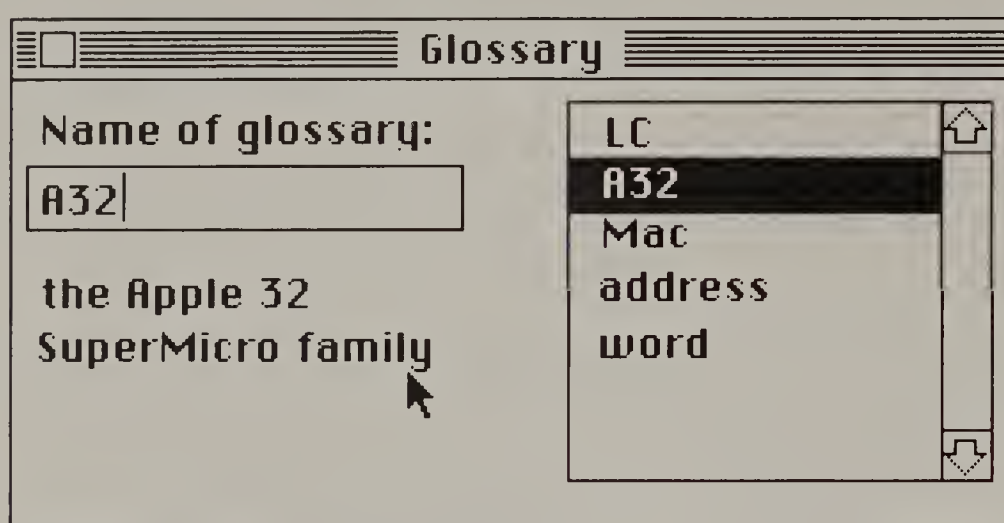 Glossary
Name of glossary:
A32
the Apple 32
SuperMicro family
LC
A32
Mac
address
word